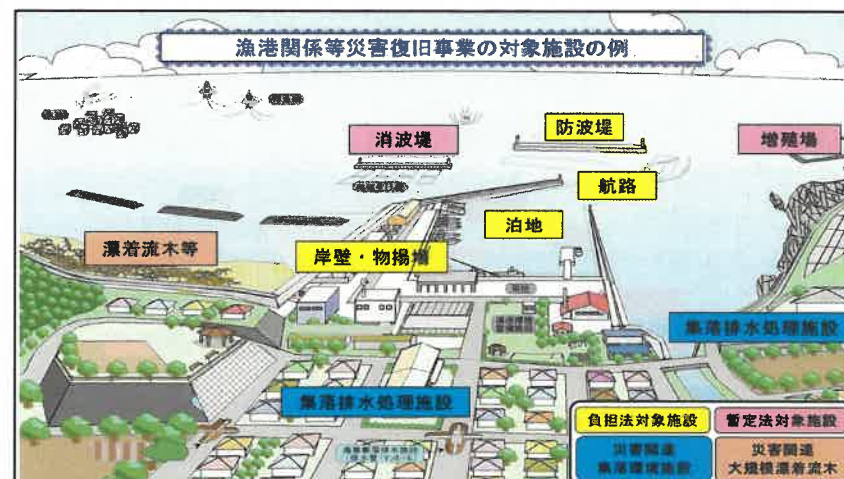 漁港関係等災害復旧事業の対象施設の例
消波堤
防波堤
増殖場
航路
泊地
漂着流木等
岸壁・物揚場
集落排水処理施設
集落排水処理施設
負担法対象施設
暫定法対象施設
災害関連
集落環境施設
災害関連
大規模漂着流木